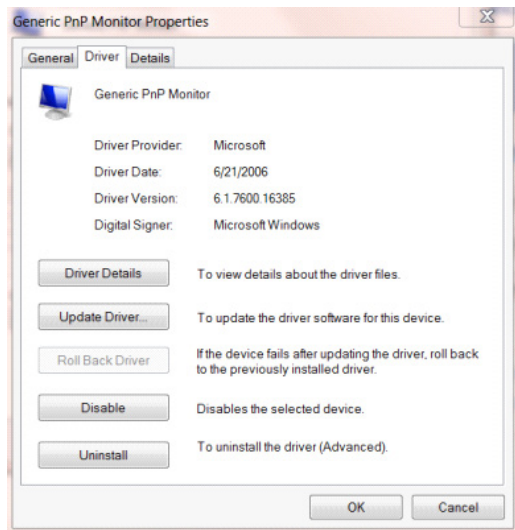 Generic PnP Monitor Properties
General Driver Details
Generic PnP Monitor
Driver Provider: Microsoft
Driver Date: 6/21/2006
Driver Version: 6.1.7600.16385
Digital Signer: Microsoft Windows
Driver Details To view details about the driver files.
Update Driver... To update the driver software for this device.
Roll Back Driver If the device fails after updating the driver, roll back
to the previously installed driver.
Disable Disables the selected device.
Uninstall To uninstall the driver (Advanced).
OK Cancel